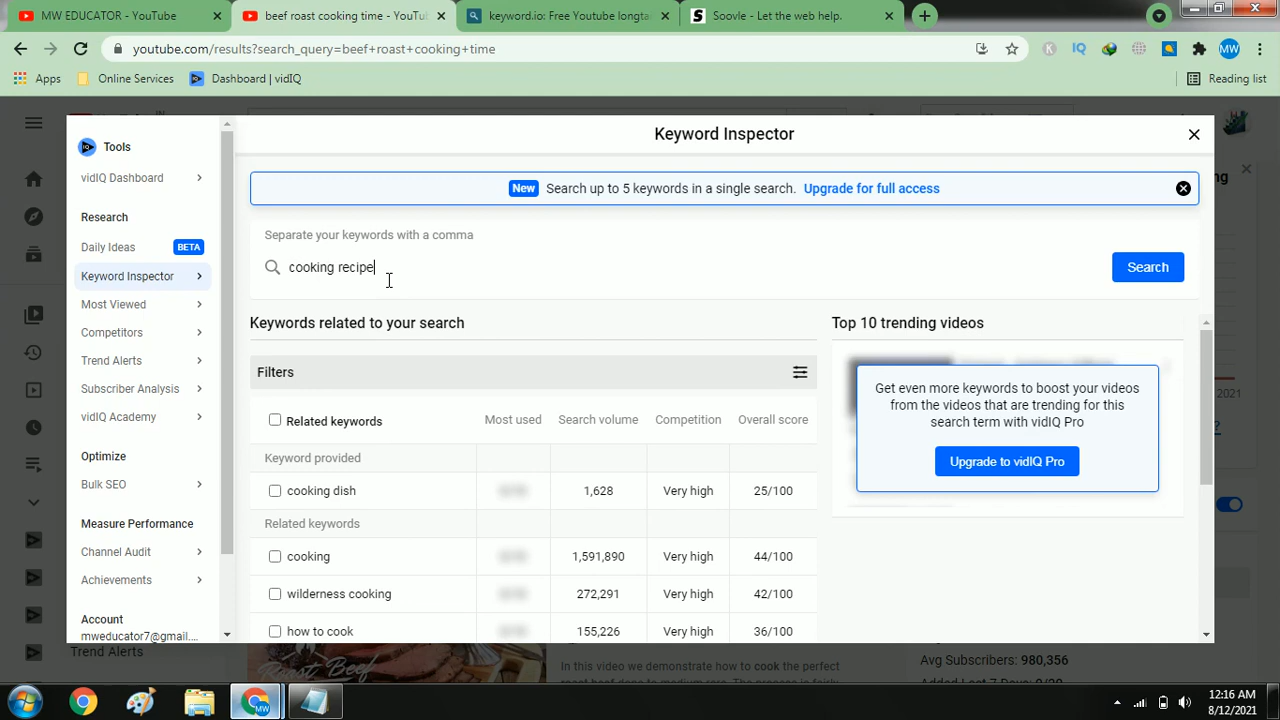 MW EDUCATOR - YouTube
beef roast cooking time - YouTu
keyword.io: Free Youtube longta
Soovle - Let the web help.
youtube.com/results?search_query=beef+roast+cooking+time
MW
Apps
Online Services
Dashboard | vidIQ
Reading list
Tools
vidIQ Dashboard
Research
Daily Ideas
BETA
Keyword Inspector
Most Viewed
Competitors
Trend Alerts
Subscriber Analysis
vidIQ Academy
Optimize
Bulk SEO
Measure Performance
Channel Audit
Achievements
Account
mweducator7@gmail....
Trend Alerts
Keyword Inspector
New Search up to 5 keywords in a single search. Upgrade for full access
Separate your keywords with a comma
cooking recipe
Search
Keywords related to your search
Filters
Related keywords Most used Search volume Competition Overall score
Keyword provided
cooking dish 1,628 Very high 25/100
Related keywords
cooking 1,591,890 Very high 44/100
wilderness cooking 272,291 Very high 42/100
how to cook 155,226 Very high 36/100
Top 10 trending videos
Get even more keywords to boost your videos
from the videos that are trending for this
search term with vidIQ Pro
Upgrade to vidIQ Pro
ng
2021
Roast Beef
In this video we demonstrate how to cook the perfect
Avg Subscribers: 980,356
12:16 AM
8/12/2021